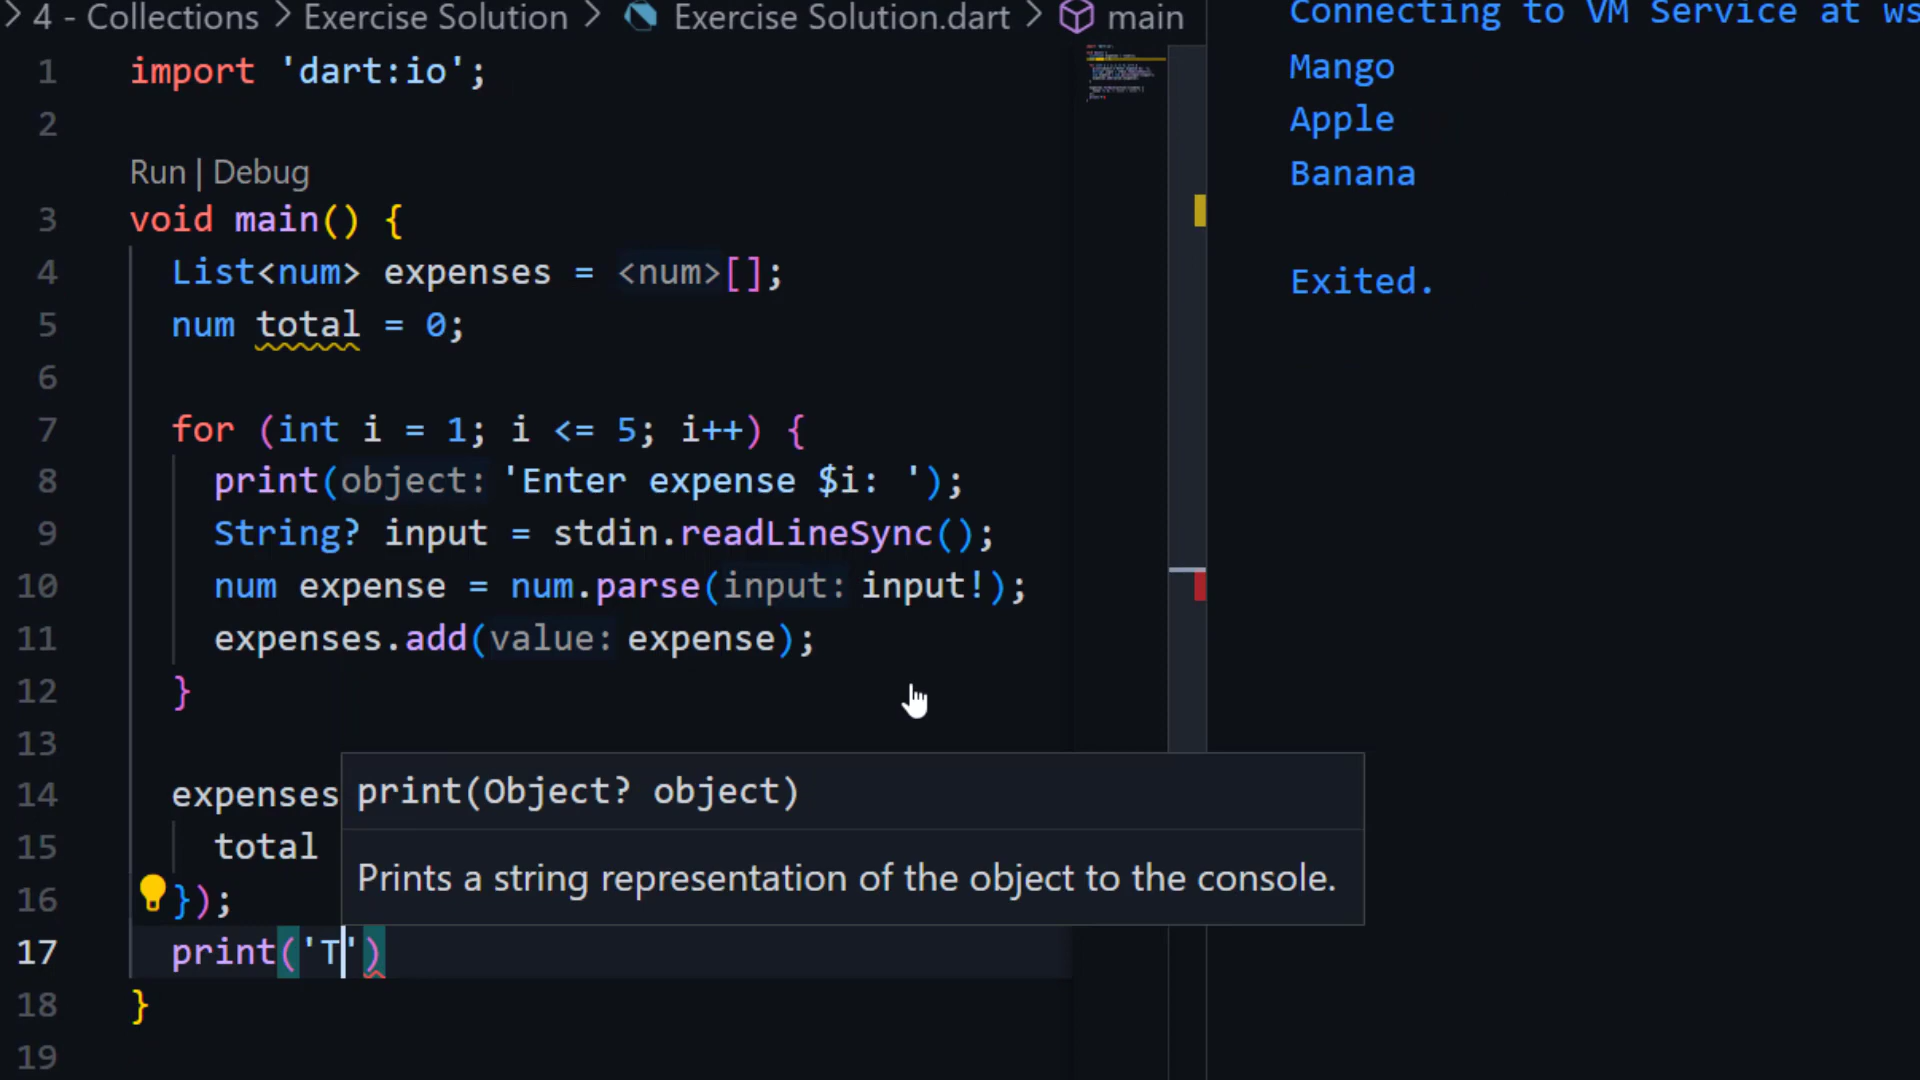 > 4 - Collections > Exercise Solution > Exercise Solution.dart > main
1 import 'dart:io';
2
Run | Debug
3 void main() {
4 List<num> expenses = <num>[];
5 num total = 0;
6
7 for (int i = 1; i <= 5; i++) {
8 print(object: 'Enter expense $i: ');
9 String? input = stdin.readLineSync();
10 num expense = num.parse(input: input!);
11 expenses.add(value: expense);
12 }
13
14 expenses
15 total
16 });
17 print('T')
18 }
19
print(Object? object)
Prints a string representation of the object to the console.
Connecting to VM Service at ws
Mango
Apple
Banana
Exited.